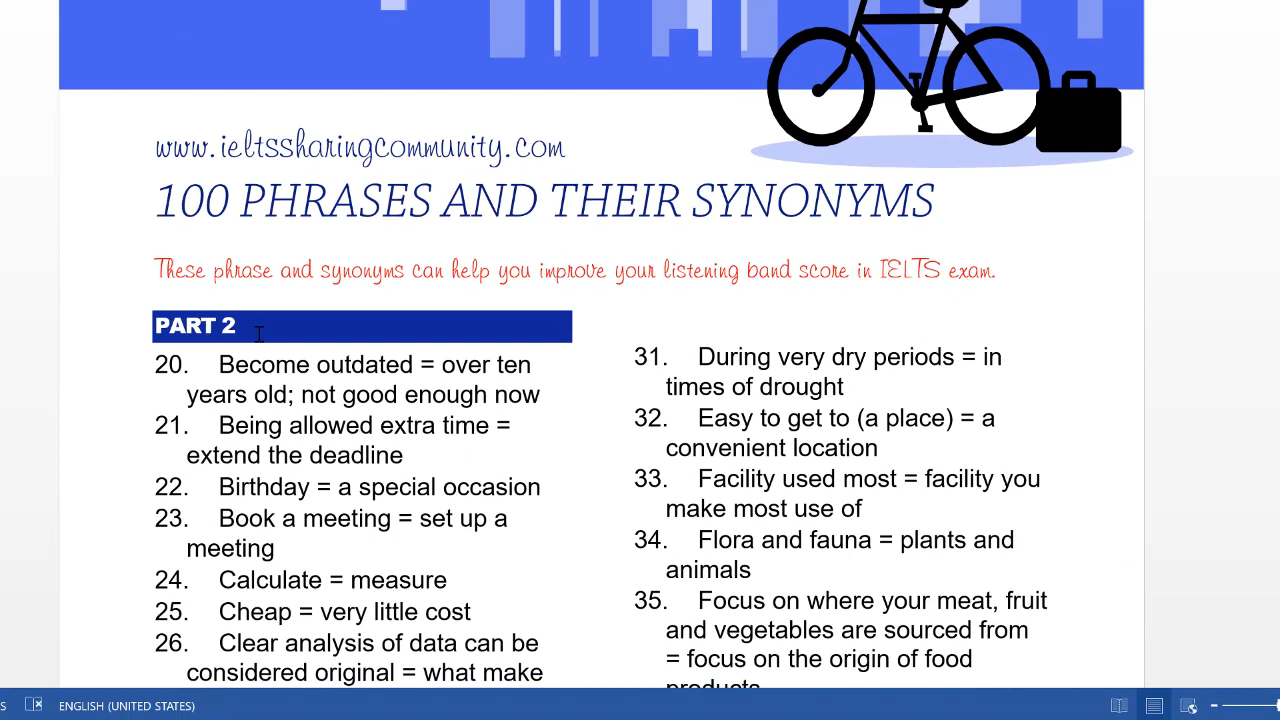 www.ieltssharingcommunity.com
100 PHRASES AND THEIR SYNONYMS
These phrase and synonyms can help you improve your listening band score in IELTS exam.
PART 2
20. Become outdated = over ten
years old; not good enough now
21. Being allowed extra time =
extend the deadline
22. Birthday = a special occasion
23. Book a meeting = set up a
meeting
24. Calculate = measure
25. Cheap = very little cost
26. Clear analysis of data can be
considered original = what make
31. During very dry periods = in
times of drought
32. Easy to get to (a place) = a
convenient location
33. Facility used most = facility you
make most use of
34. Flora and fauna = plants and
animals
35. Focus on where your meat, fruit
and vegetables are sourced from
= focus on the origin of food
products
S
ENGLISH (UNITED STATES)